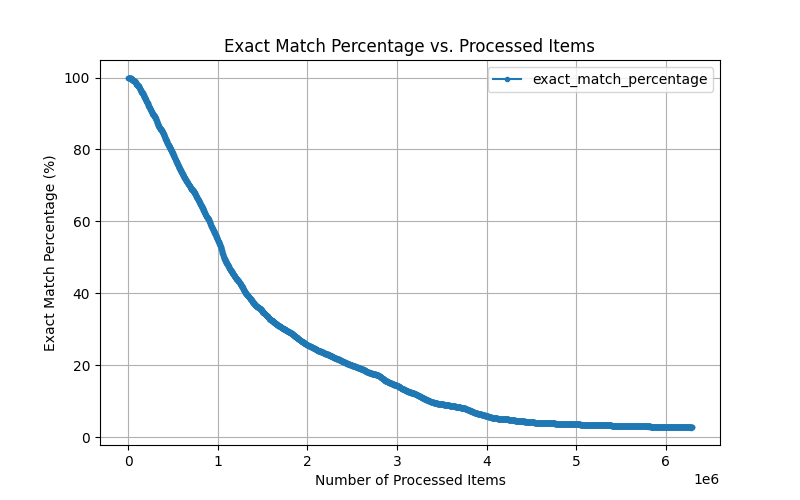 Exact Match Percentage vs. Processed Items
exact_match_percentage
100
80
60
40
20
0
Exact Match Percentage (%)
0 1 2 3 4 5 6
1e6
Number of Processed Items